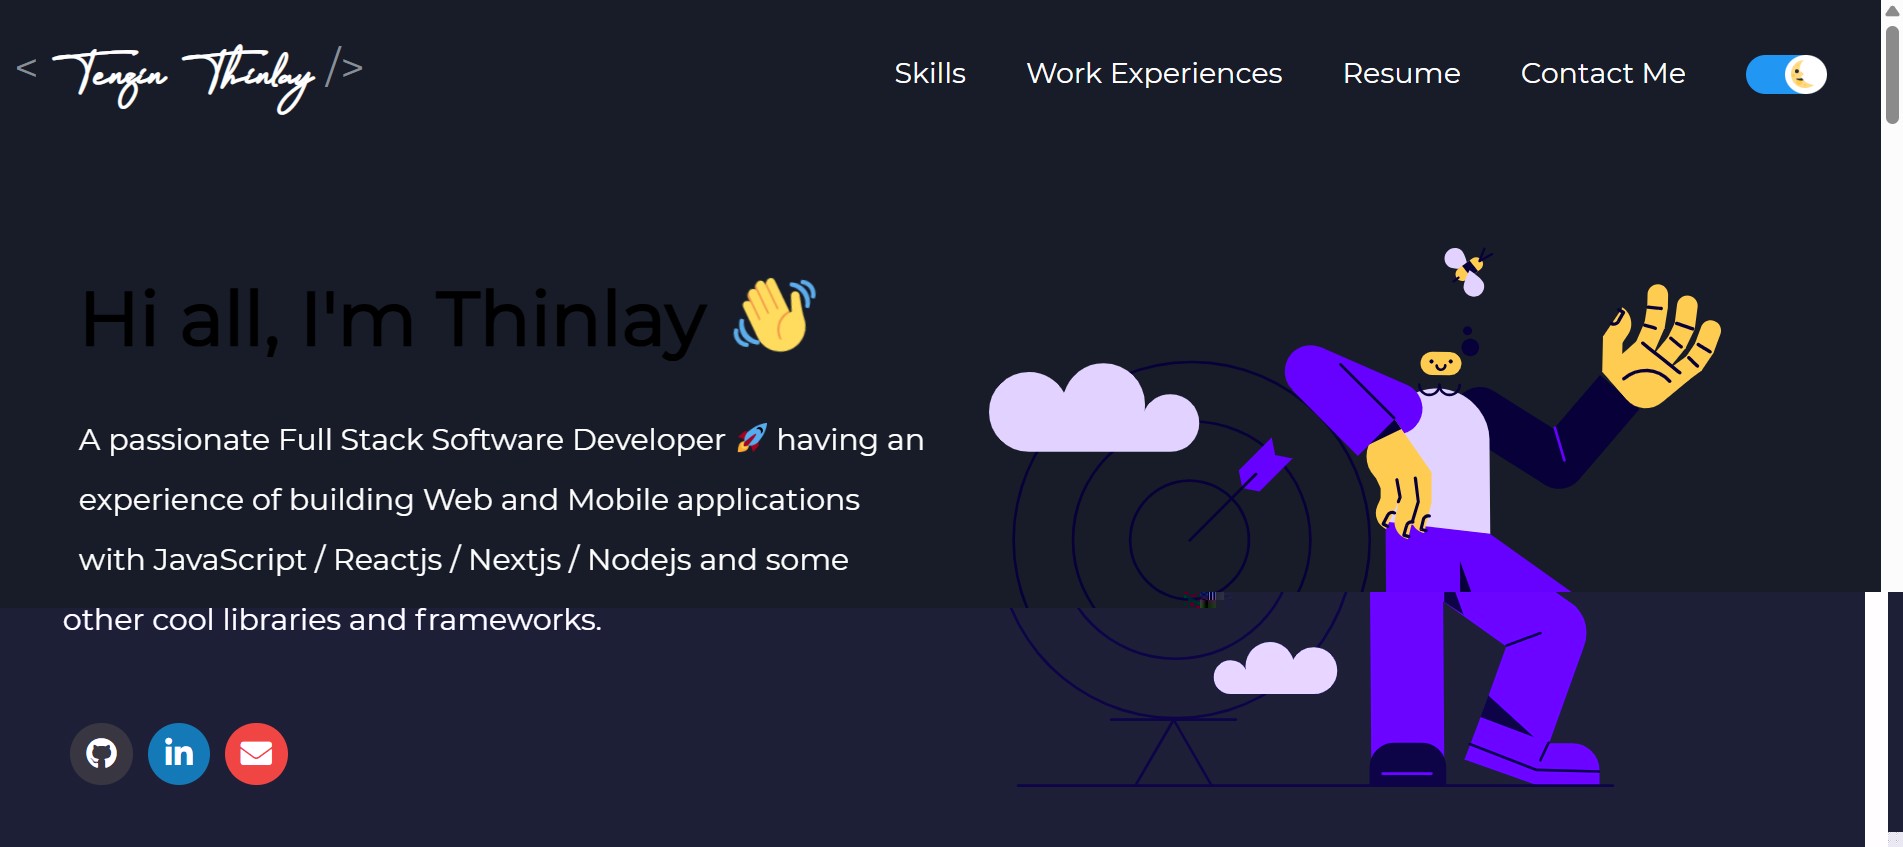 < Tenzin Thinlay />
Skills
Work Experiences
Resume
Contact Me
Hi all, I'm Thinlay 👋
A passionate Full Stack Software Developer 🚀 having an
experience of building Web and Mobile applications
with JavaScript / Reactjs / Nextjs / Nodejs and some
other cool libraries and frameworks.
in